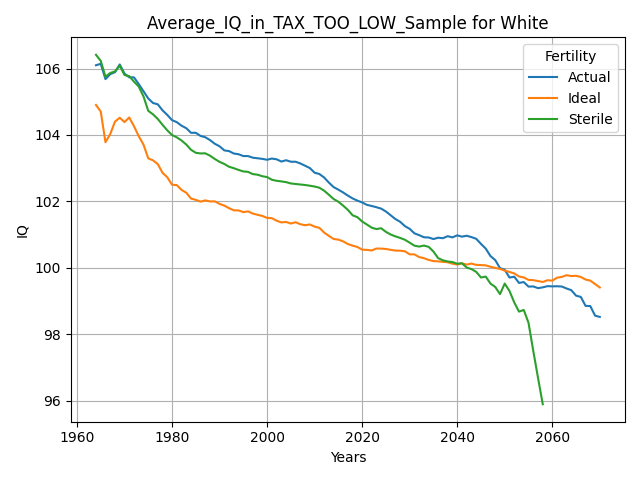 Average_IQ_in_TAX_TOO_LOW_Sample for White
Fertility
Actual
Ideal
Sterile
IQ
106
104
102
100
98
96
1960
1980
2000
2020
2040
2060
Years